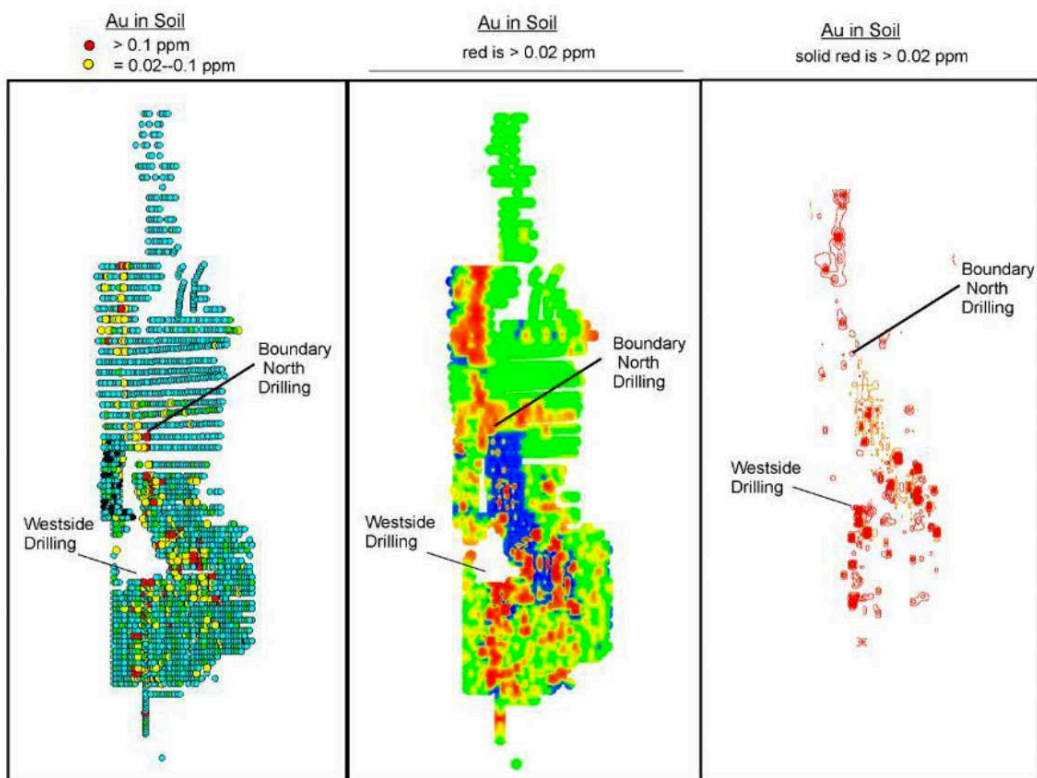 Au in Soil
> 0.1 ppm
= 0.02--0.1 ppm
Boundary
North
Drilling
Westside
Drilling
Au in Soil
red is > 0.02 ppm
Boundary
North
Drilling
Westside
Drilling
Au in Soil
solid red is > 0.02 ppm
Boundary
North
Drilling
Westside
Drilling